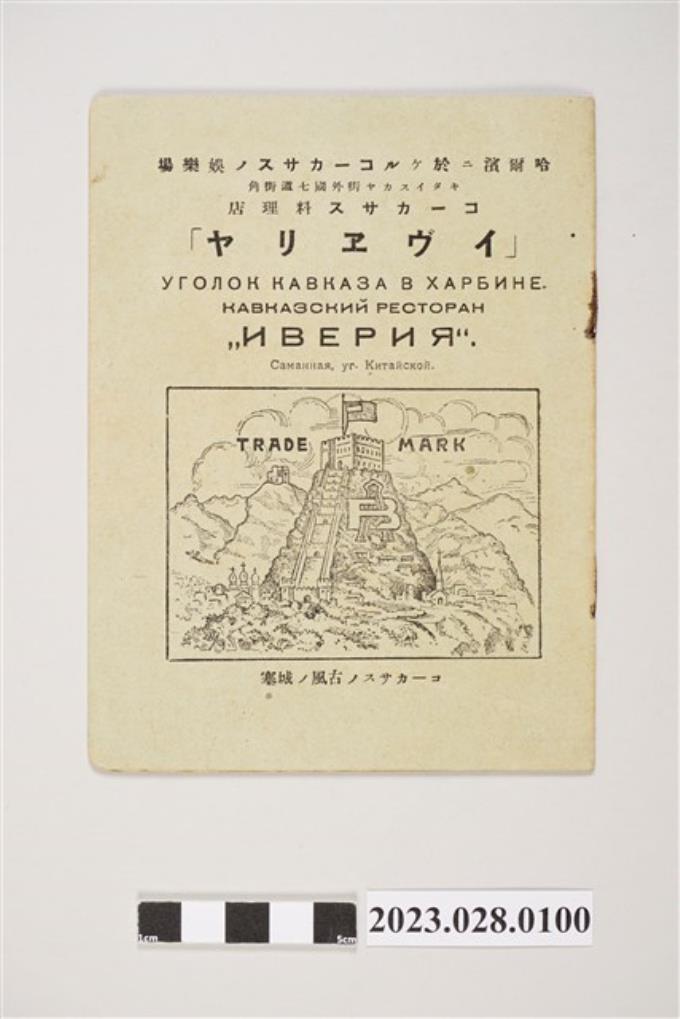 哈爾濱ニ於ケルコーカサスノ娛樂場
キタイスカヤ街外國七道街角
コーカサス料理店
「イヴヱリヤ」
УГОЛОК КАВКАЗА В ХАРБИНЕ.
КАВКАЗСКИЙ РЕСТОРАН
„ИВЕРИЯ“.
Саманная, уг. Китайской.
TRADE MARK
コーカサスノ古風ノ城塞
1cm 5cm
2023.028.0100